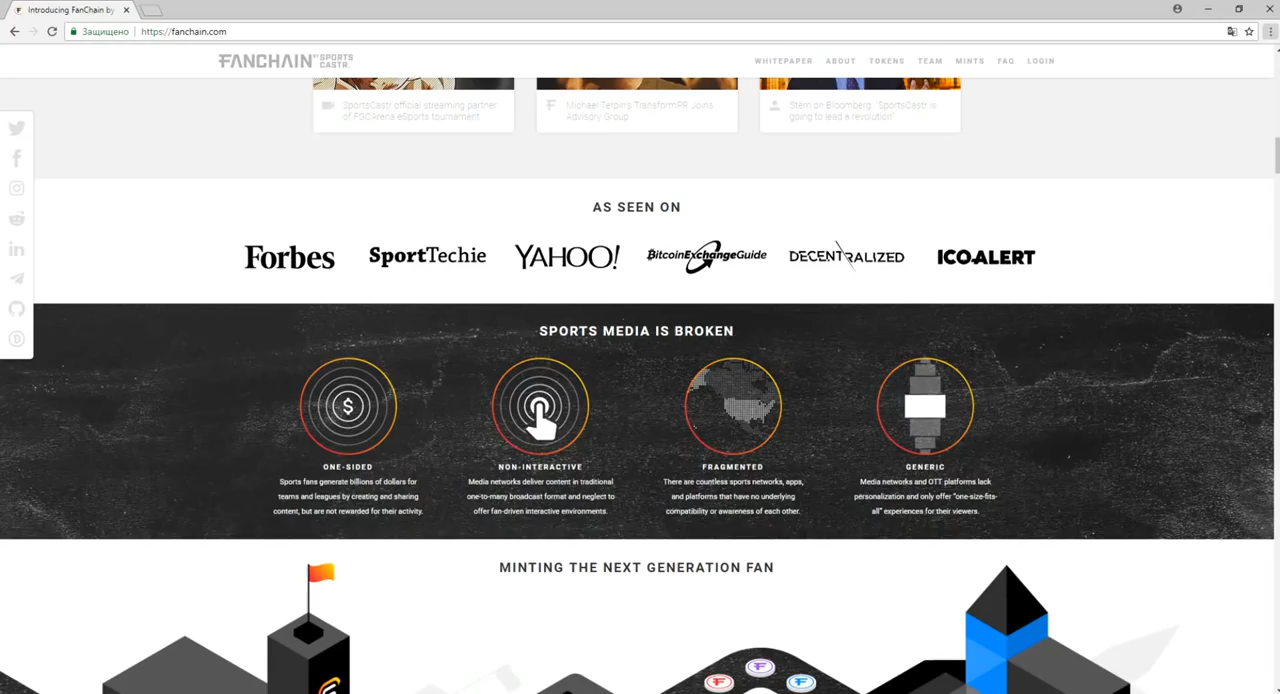 Introducing FanChain by
Защищено
https://fanchain.com
FANCHAIN BY SPORTS
CASTR.
WHITEPAPER ABOUT TOKENS TEAM MINTS FAQ LOGIN
SportsCastr official streaming partner
of PGCArena eSports tournament
Michael Terpin's TransformPR Joins
Advisory Group
Stern on Bloomberg: "SportsCastr is
going to lead a revolution"
AS SEEN ON
Forbes
SportTechie
YAHOO!
BitcoinExchangeGuide
DECENTRALIZED
ICOALERT
SPORTS MEDIA IS BROKEN
ONE-SIDED
Sports fans generate billions of dollars for
teams and leagues by creating and sharing
content, but are not rewarded for their activity.
NON-INTERACTIVE
Media networks deliver content in traditional
one-to-many broadcast format and neglect to
offer fan-driven interactive environments.
FRAGMENTED
There are countless sports networks, apps,
and platforms that have no underlying
compatibility or awareness of each other.
GENERIC
Media networks and OTT platforms lack
personalization and only offer "one-size-fits-
all" experiences for their viewers.
MINTING THE NEXT GENERATION FAN